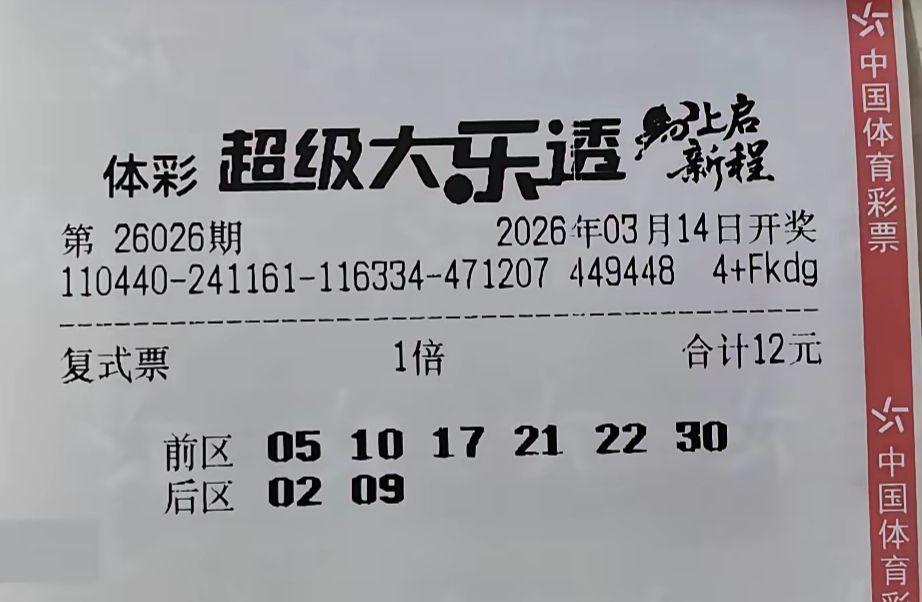 体彩 超级大乐透 马上启新程
第 26026期 2026年03月14日开奖
110440-241161-116334-471207 449448 4+Fkdg
复式票 1倍 合计12元
前区 05 10 17 21 22 30
后区 02 09
中国体育彩票
中国体育彩